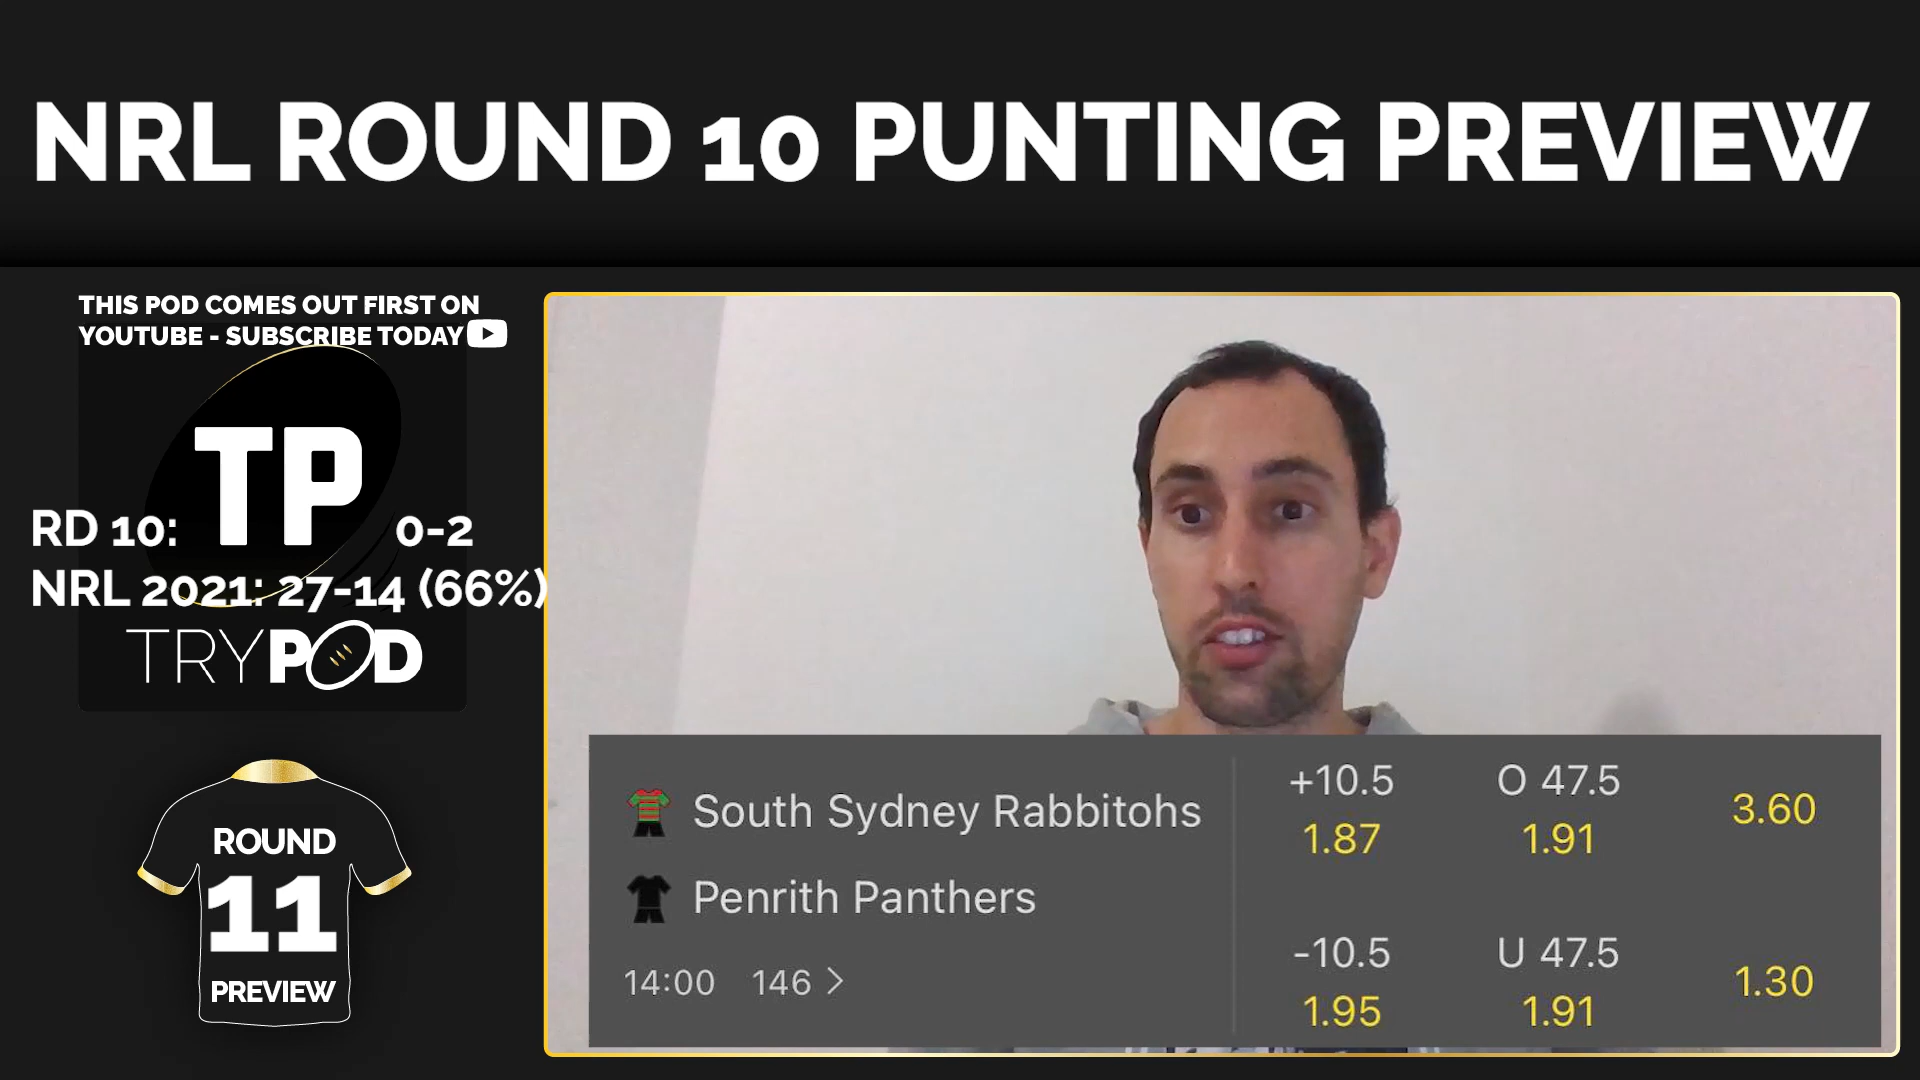 NRL ROUND 10 PUNTING PREVIEW
THIS POD COMES OUT FIRST ON
YOUTUBE - SUBSCRIBE TODAY
TP
RD 10: 0-2
NRL 2021: 27-14 (66%)
TRYPOD
ROUND
11
PREVIEW
+10.5 O 47.5
South Sydney Rabbitohs 3.60
1.87 1.91
Penrith Panthers
-10.5 U 47.5
14:00 146 > 1.30
1.95 1.91